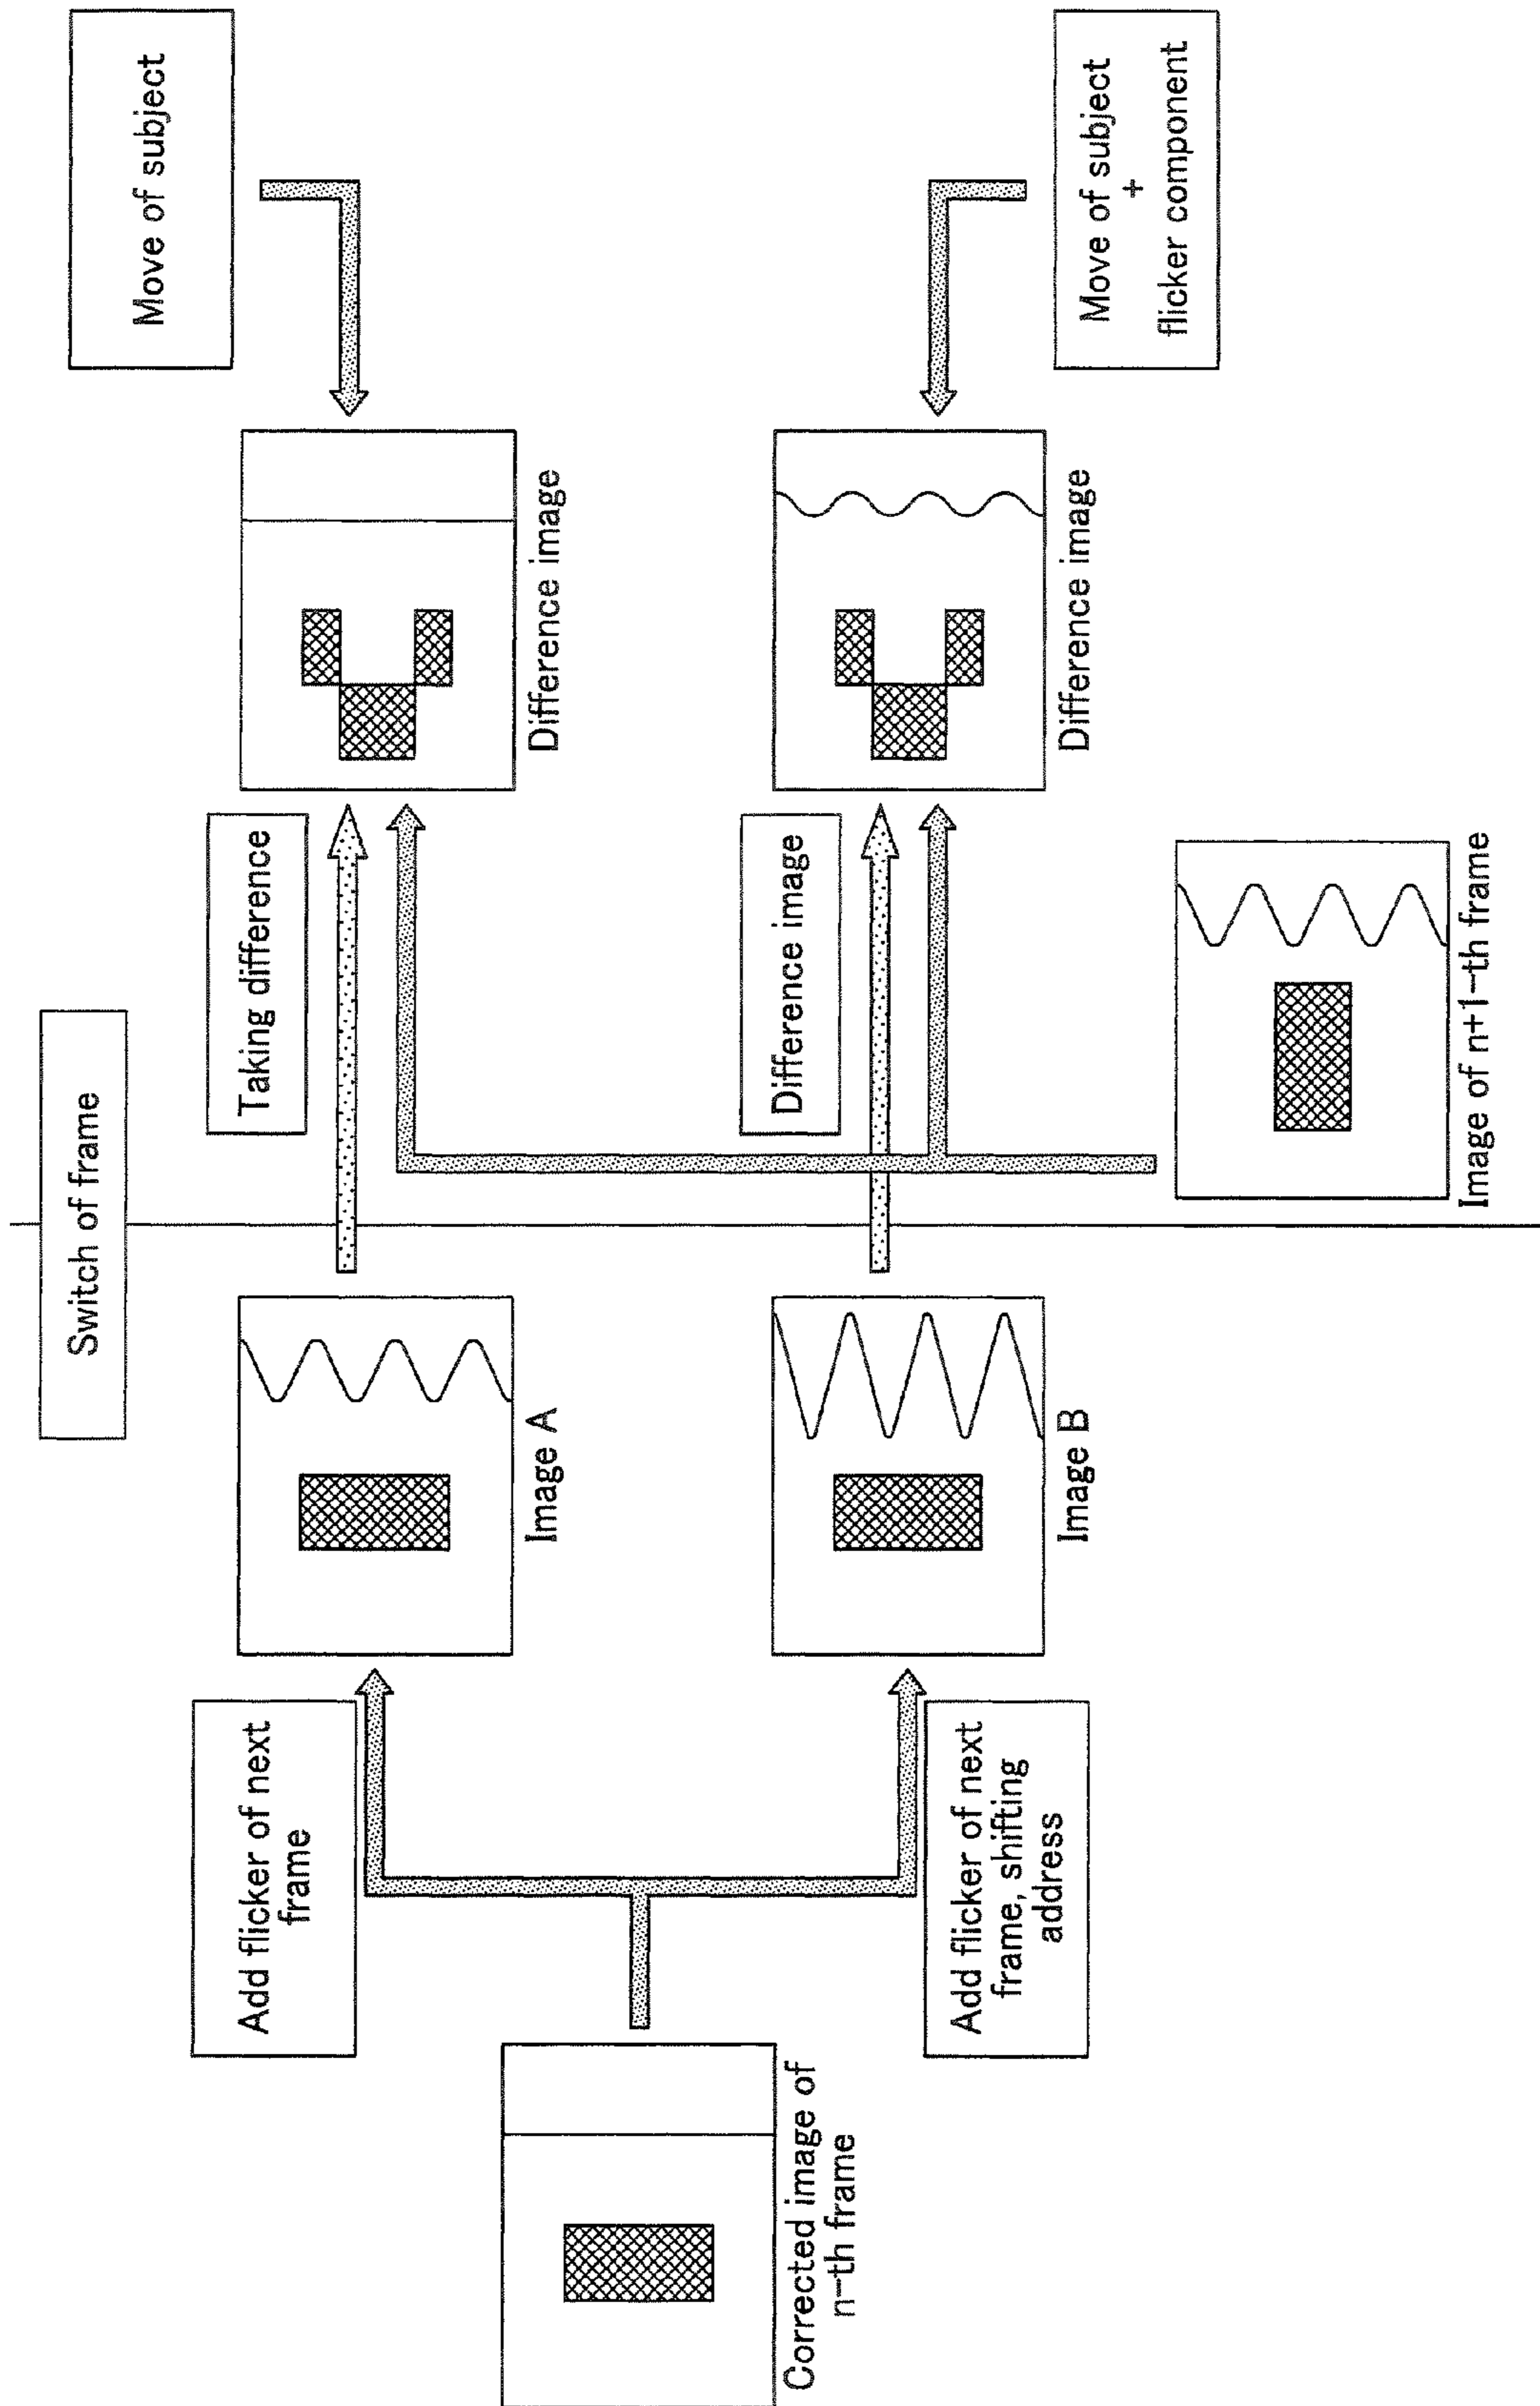 Switch of frame
Corrected image of
n-th frame
Add flicker of next
frame
Add flicker of next
frame, shifting
address
Image A
Image B
Taking difference
Difference image
Image of n+1-th frame
Difference image
Difference image
Move of subject
Move of subject
+
flicker component